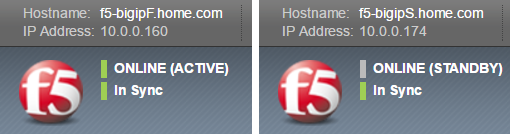 Hostname: f5-bigipF.home.com
IP Address: 10.0.0.160
f5
ONLINE (ACTIVE)
In Sync
Hostname: f5-bigipS.home.com
IP Address: 10.0.0.174
f5
ONLINE (STANDBY)
In Sync